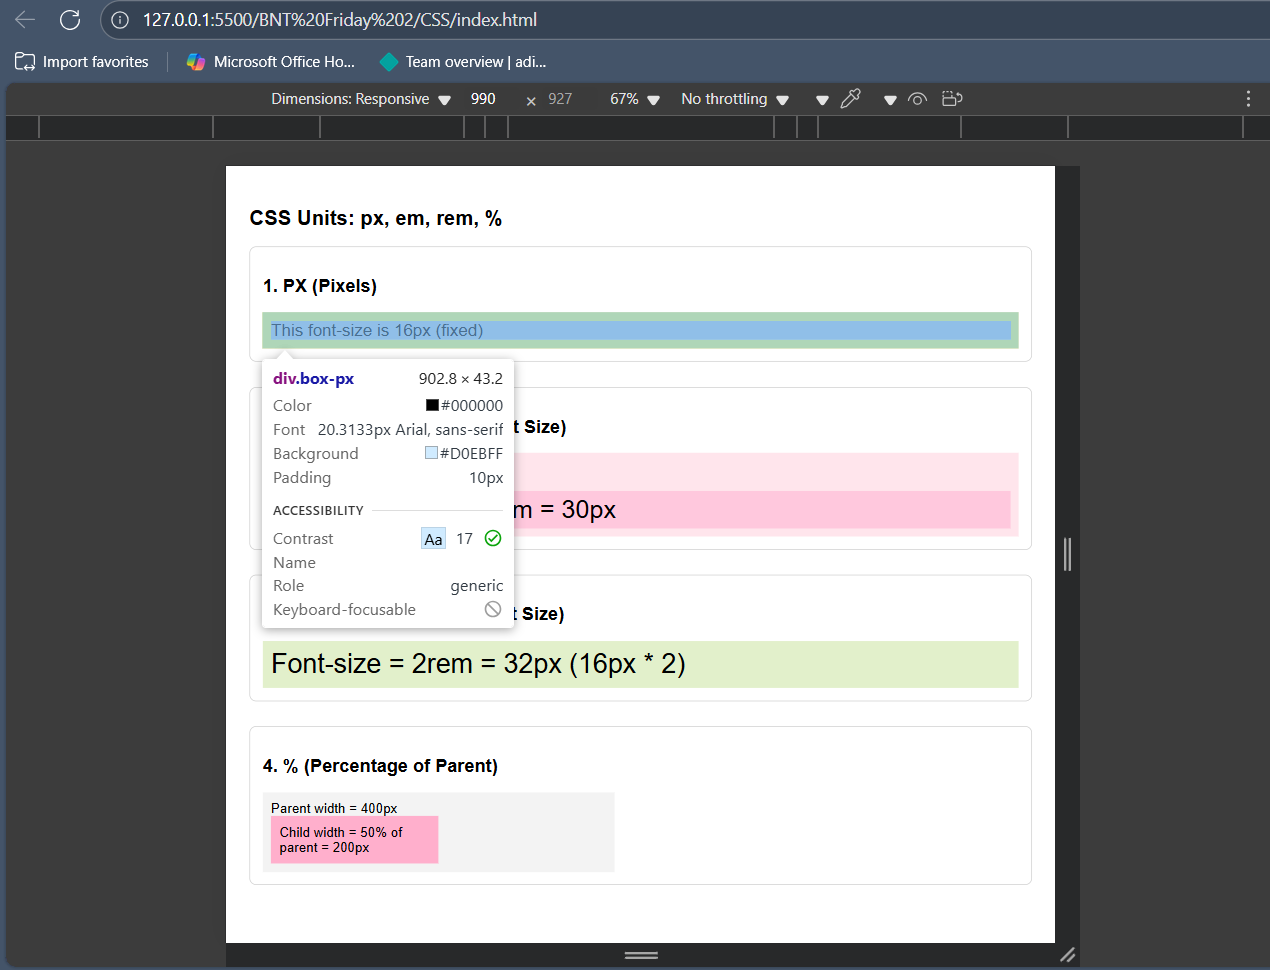 127.0.0.1:5500/BNT%20Friday%202/CSS/index.html
Import favorites
Microsoft Office Ho...
Team overview | adi...
Dimensions: Responsive 990 × 927 67% No throttling
CSS Units: px, em, rem, %
1. PX (Pixels)
This font-size is 16px (fixed)
div.box-px 902.8 × 43.2
Color #000000
Font 20.3133px Arial, sans-serif
Background #D0EBFF
Padding 10px
ACCESSIBILITY
Contrast Aa 17
Name
Role generic
Keyboard-focusable
t Size)
m = 30px
t Size)
Font-size = 2rem = 32px (16px * 2)
4. % (Percentage of Parent)
Parent width = 400px
Child width = 50% of
parent = 200px